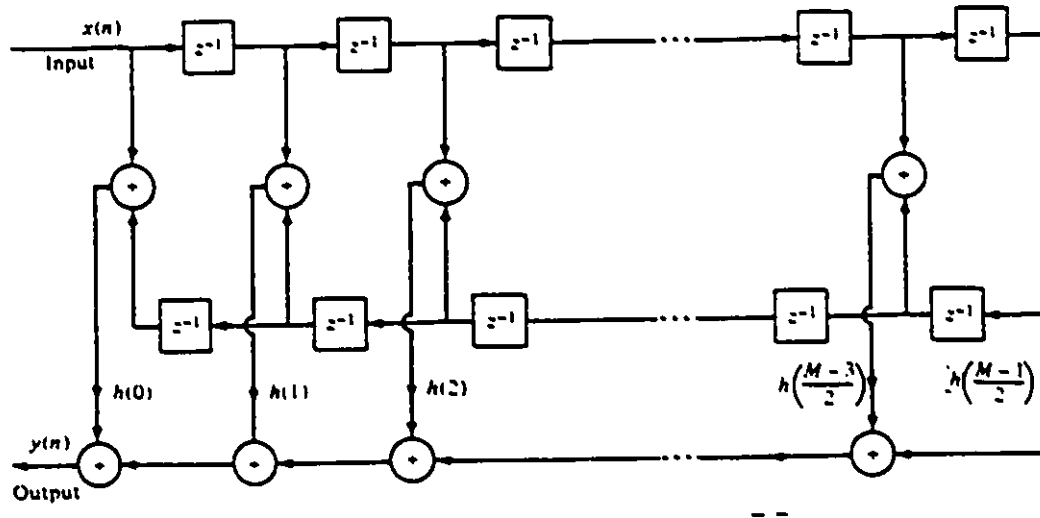 x(n)
Input
z⁻¹ z⁻¹ z⁻¹ ... z⁻¹ z⁻¹
+ + + +
z⁻¹ z⁻¹ z⁻¹ ... z⁻¹ z⁻¹
h(0) h(1) h(2) h((M - 3)/2) h((M - 1)/2)
y(n)
+ + + ... +
Output